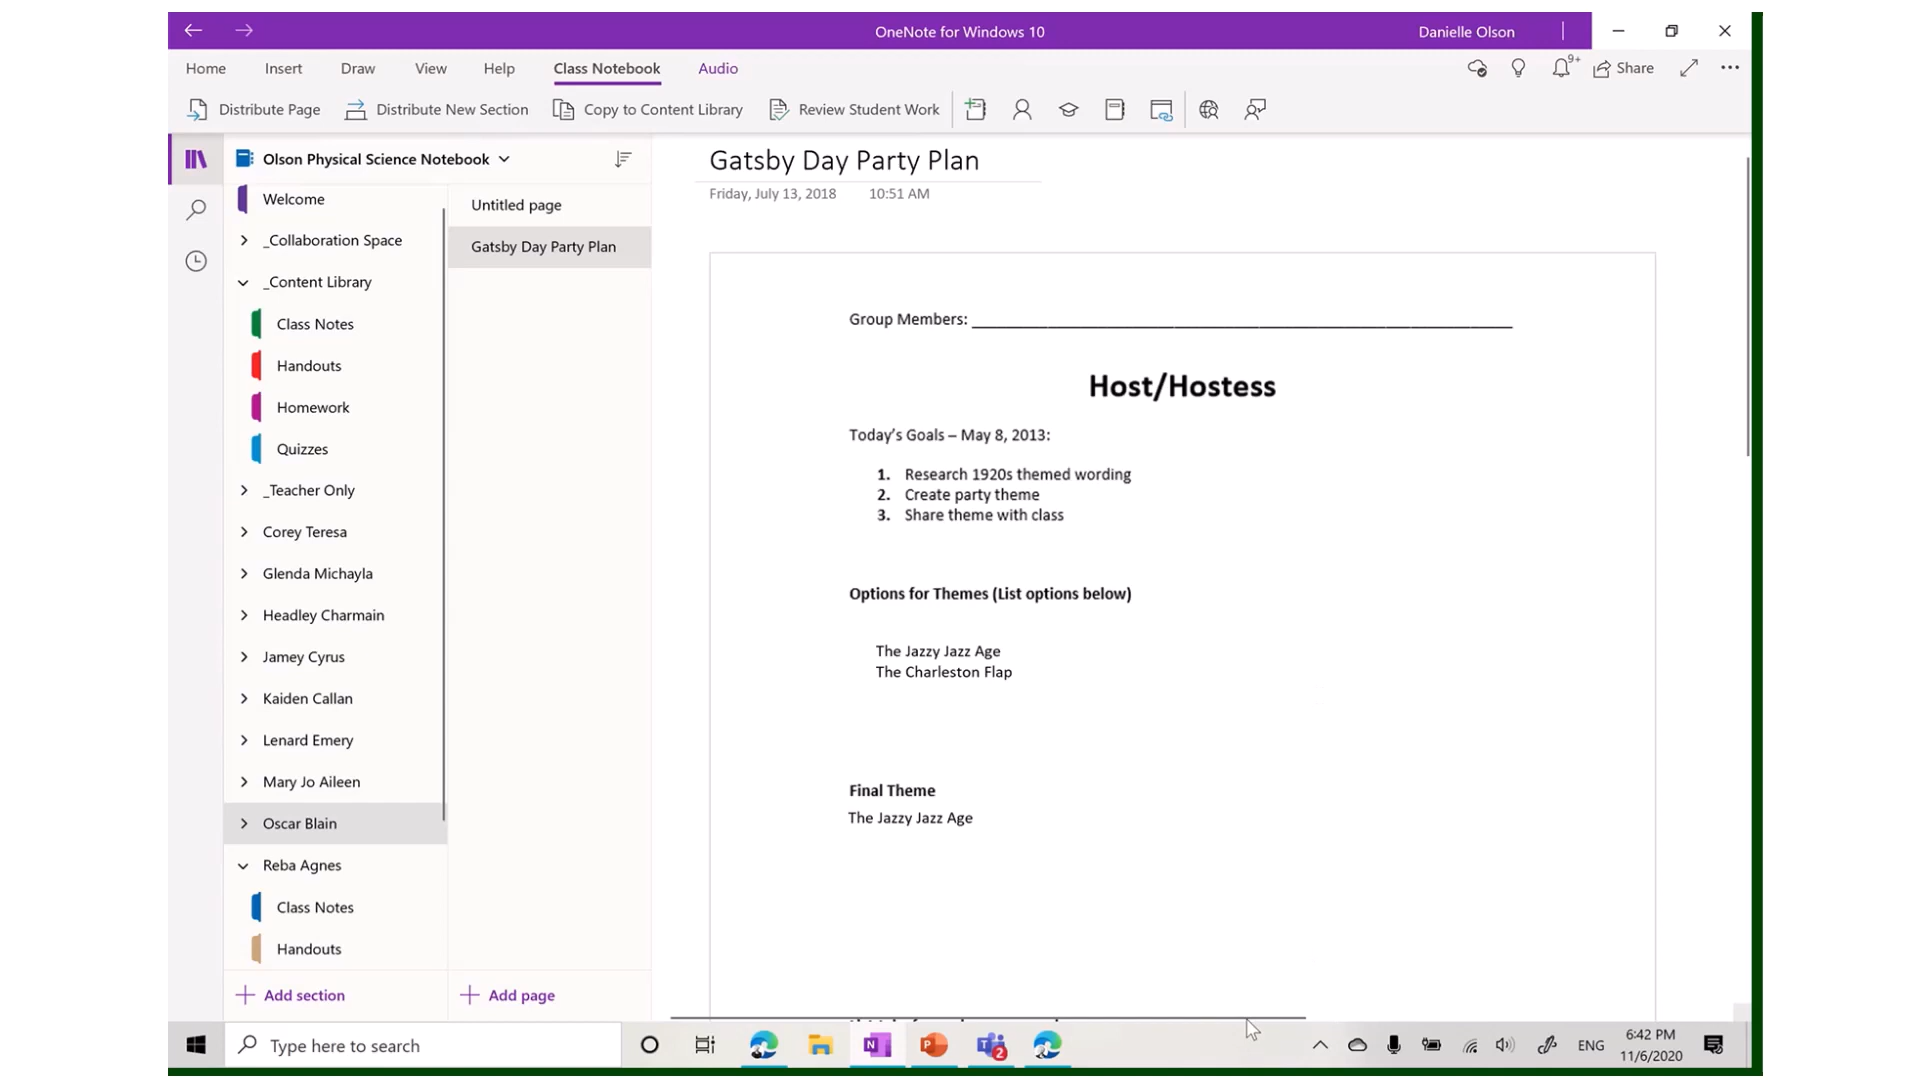 OneNote for Windows 10
Danielle Olson
Home Insert Draw View Help Class Notebook Audio
9+ Share
Distribute Page Distribute New Section Copy to Content Library Review Student Work
Olson Physical Science Notebook
Welcome
_Collaboration Space
_Content Library
Class Notes
Handouts
Homework
Quizzes
_Teacher Only
Corey Teresa
Glenda Michayla
Headley Charmain
Jamey Cyrus
Kaiden Callan
Lenard Emery
Mary Jo Aileen
Oscar Blain
Reba Agnes
Class Notes
Handouts
Add section
Untitled page
Gatsby Day Party Plan
Add page
Gatsby Day Party Plan
Friday, July 13, 2018 10:51 AM
Group Members:
Host/Hostess
Today's Goals – May 8, 2013:
1. Research 1920s themed wording
2. Create party theme
3. Share theme with class
Options for Themes (List options below)
The Jazzy Jazz Age
The Charleston Flap
Final Theme
The Jazzy Jazz Age
Type here to search
N
P
2
ENG
6:42 PM
11/6/2020